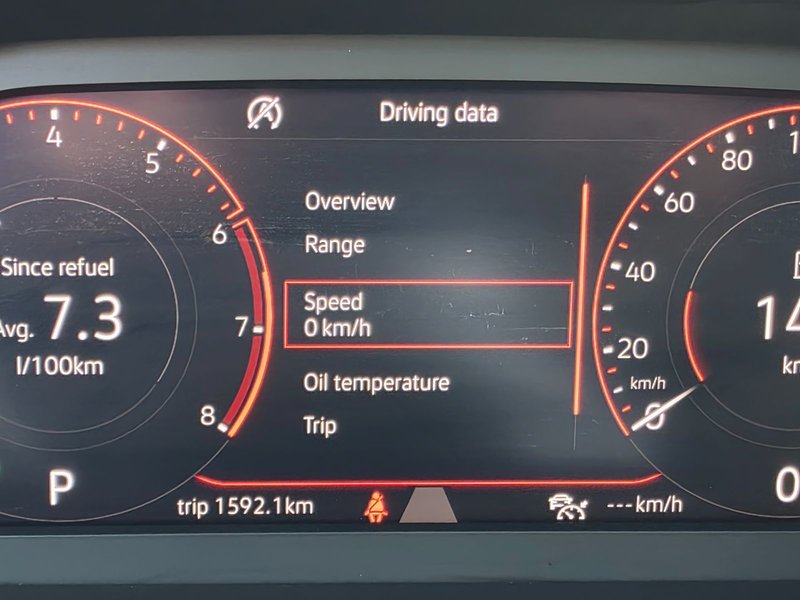 Driving data
4
5
6
7
8
Since refuel
Avg. 7.3
l/100km
P
Overview
Range
Speed
0 km/h
Oil temperature
Trip
80
60
40
20
km/h
0
trip 1592.1km
--- km/h
0